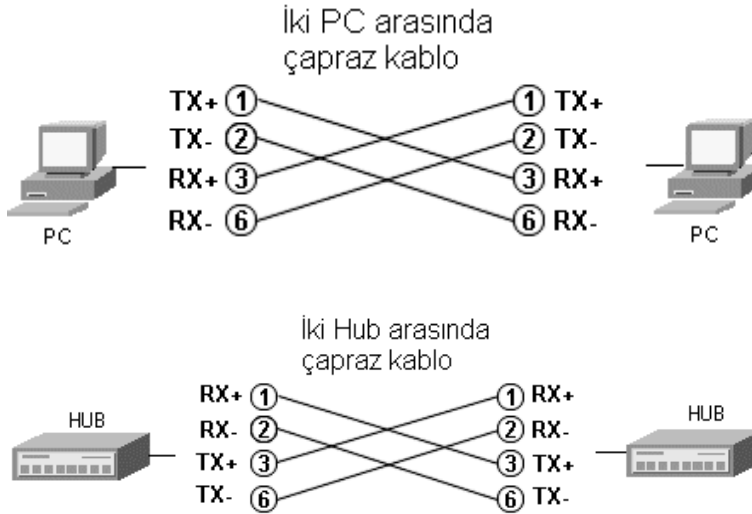 İki PC arasında
çapraz kablo
TX+ 1 1 TX+
TX- 2 2 TX-
RX+ 3 3 RX+
RX- 6 6 RX-
PC PC
İki Hub arasında
çapraz kablo
RX+ 1 1 RX+
HUB RX- 2 2 RX- HUB
TX+ 3 3 TX+
TX- 6 6 TX-